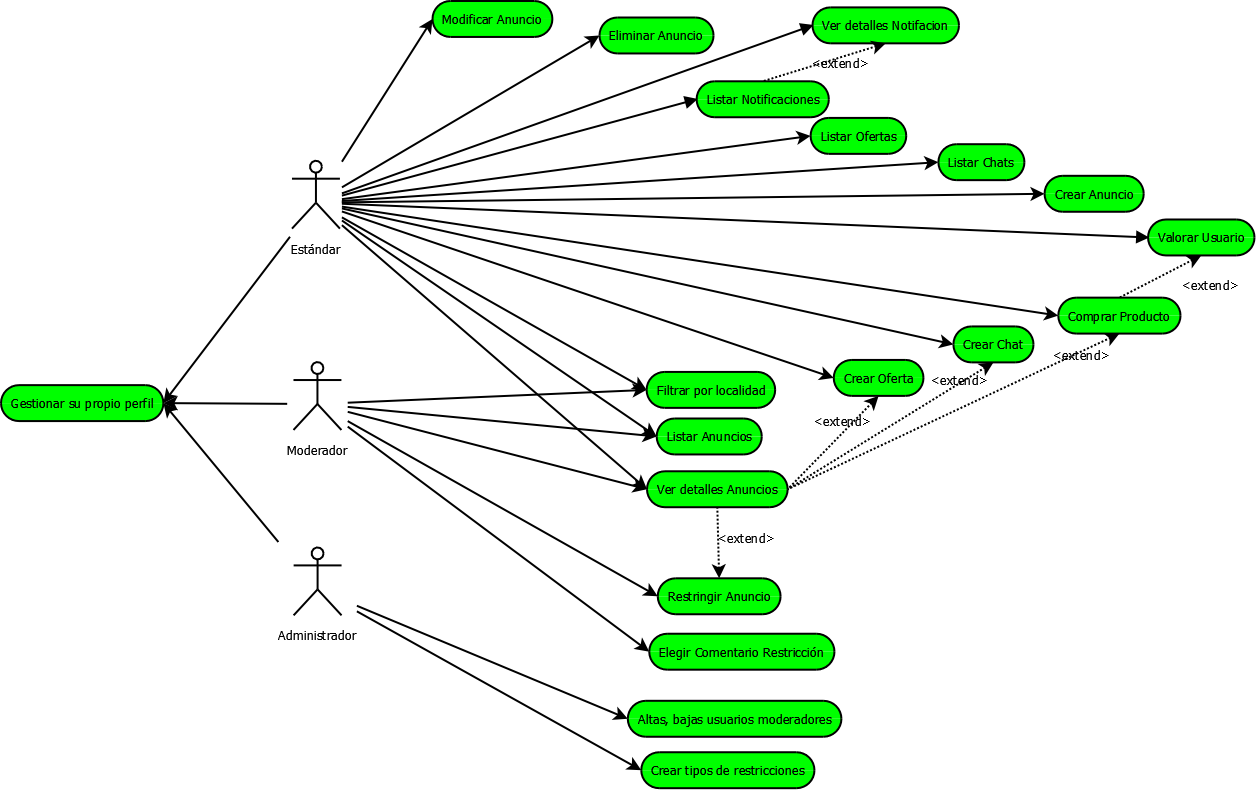 Modificar Anuncio
Eliminar Anuncio
Ver detalles Notifacion
<extend>
Listar Notificaciones
Listar Ofertas
Listar Chats
Crear Anuncio
Estándar
Valorar Usuario
<extend>
Comprar Producto
Crear Chat
<extend>
Crear Oferta
<extend>
Filtrar por localidad
Gestionar su propio perfil
<extend>
Listar Anuncios
Moderador
Ver detalles Anuncios
<extend>
Restringir Anuncio
Administrador
Elegir Comentario Restricción
Altas, bajas usuarios moderadores
Crear tipos de restricciones